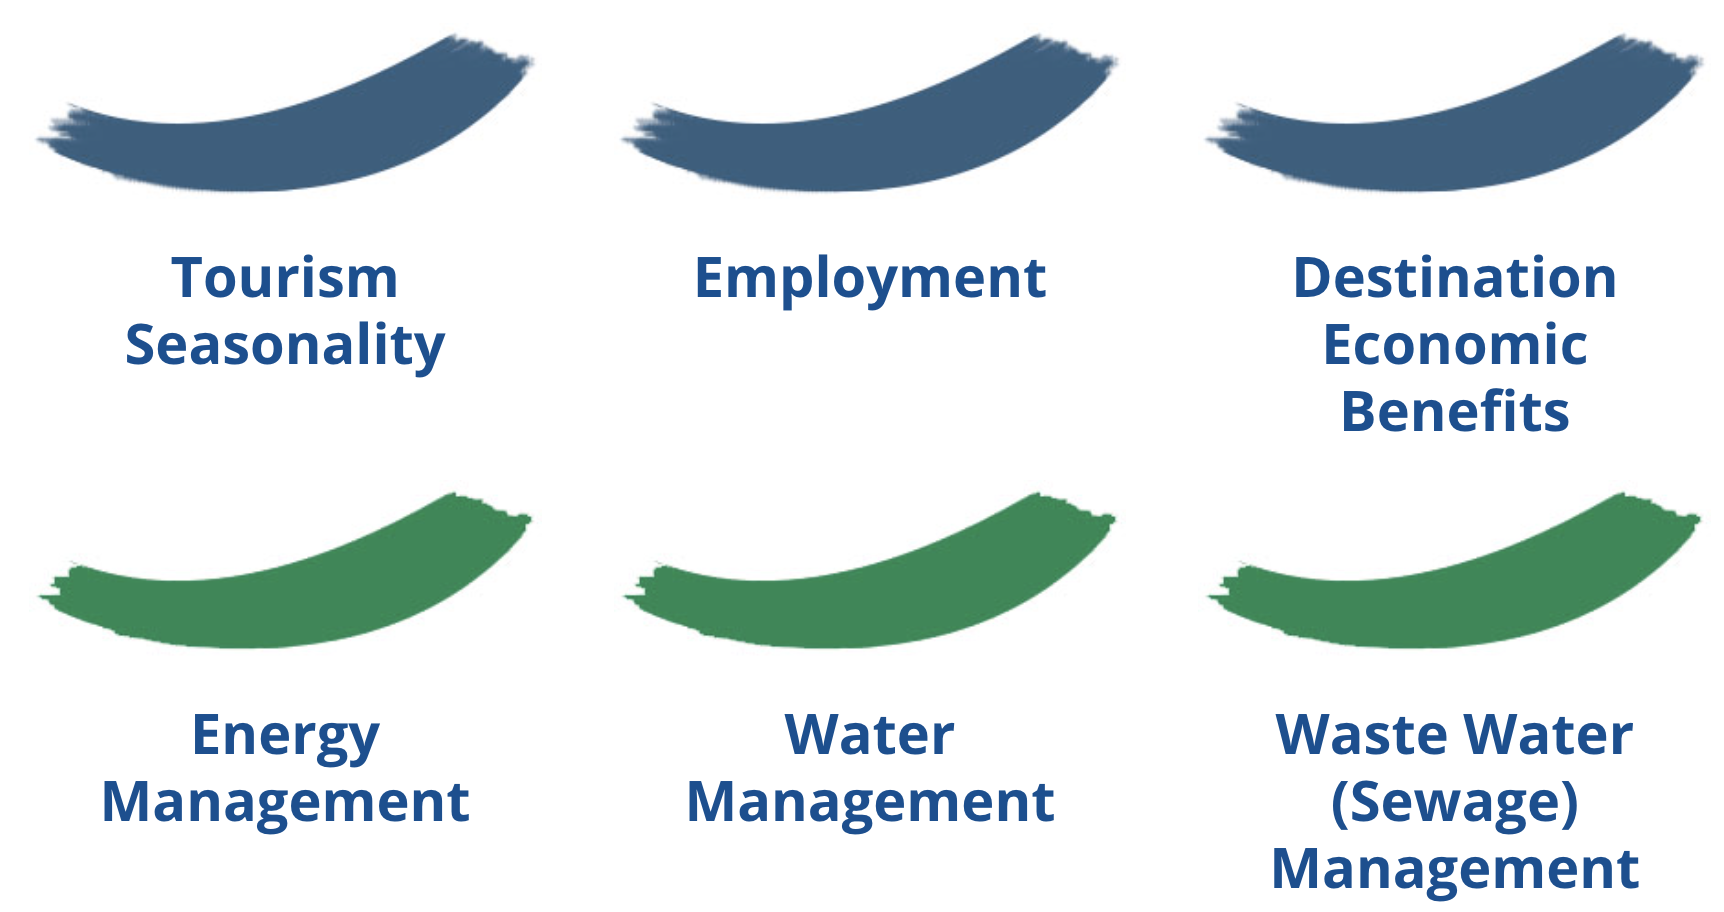 Tourism
Seasonality
Employment
Destination
Economic
Benefits
Energy
Management
Water
Management
Waste Water
(Sewage)
Management